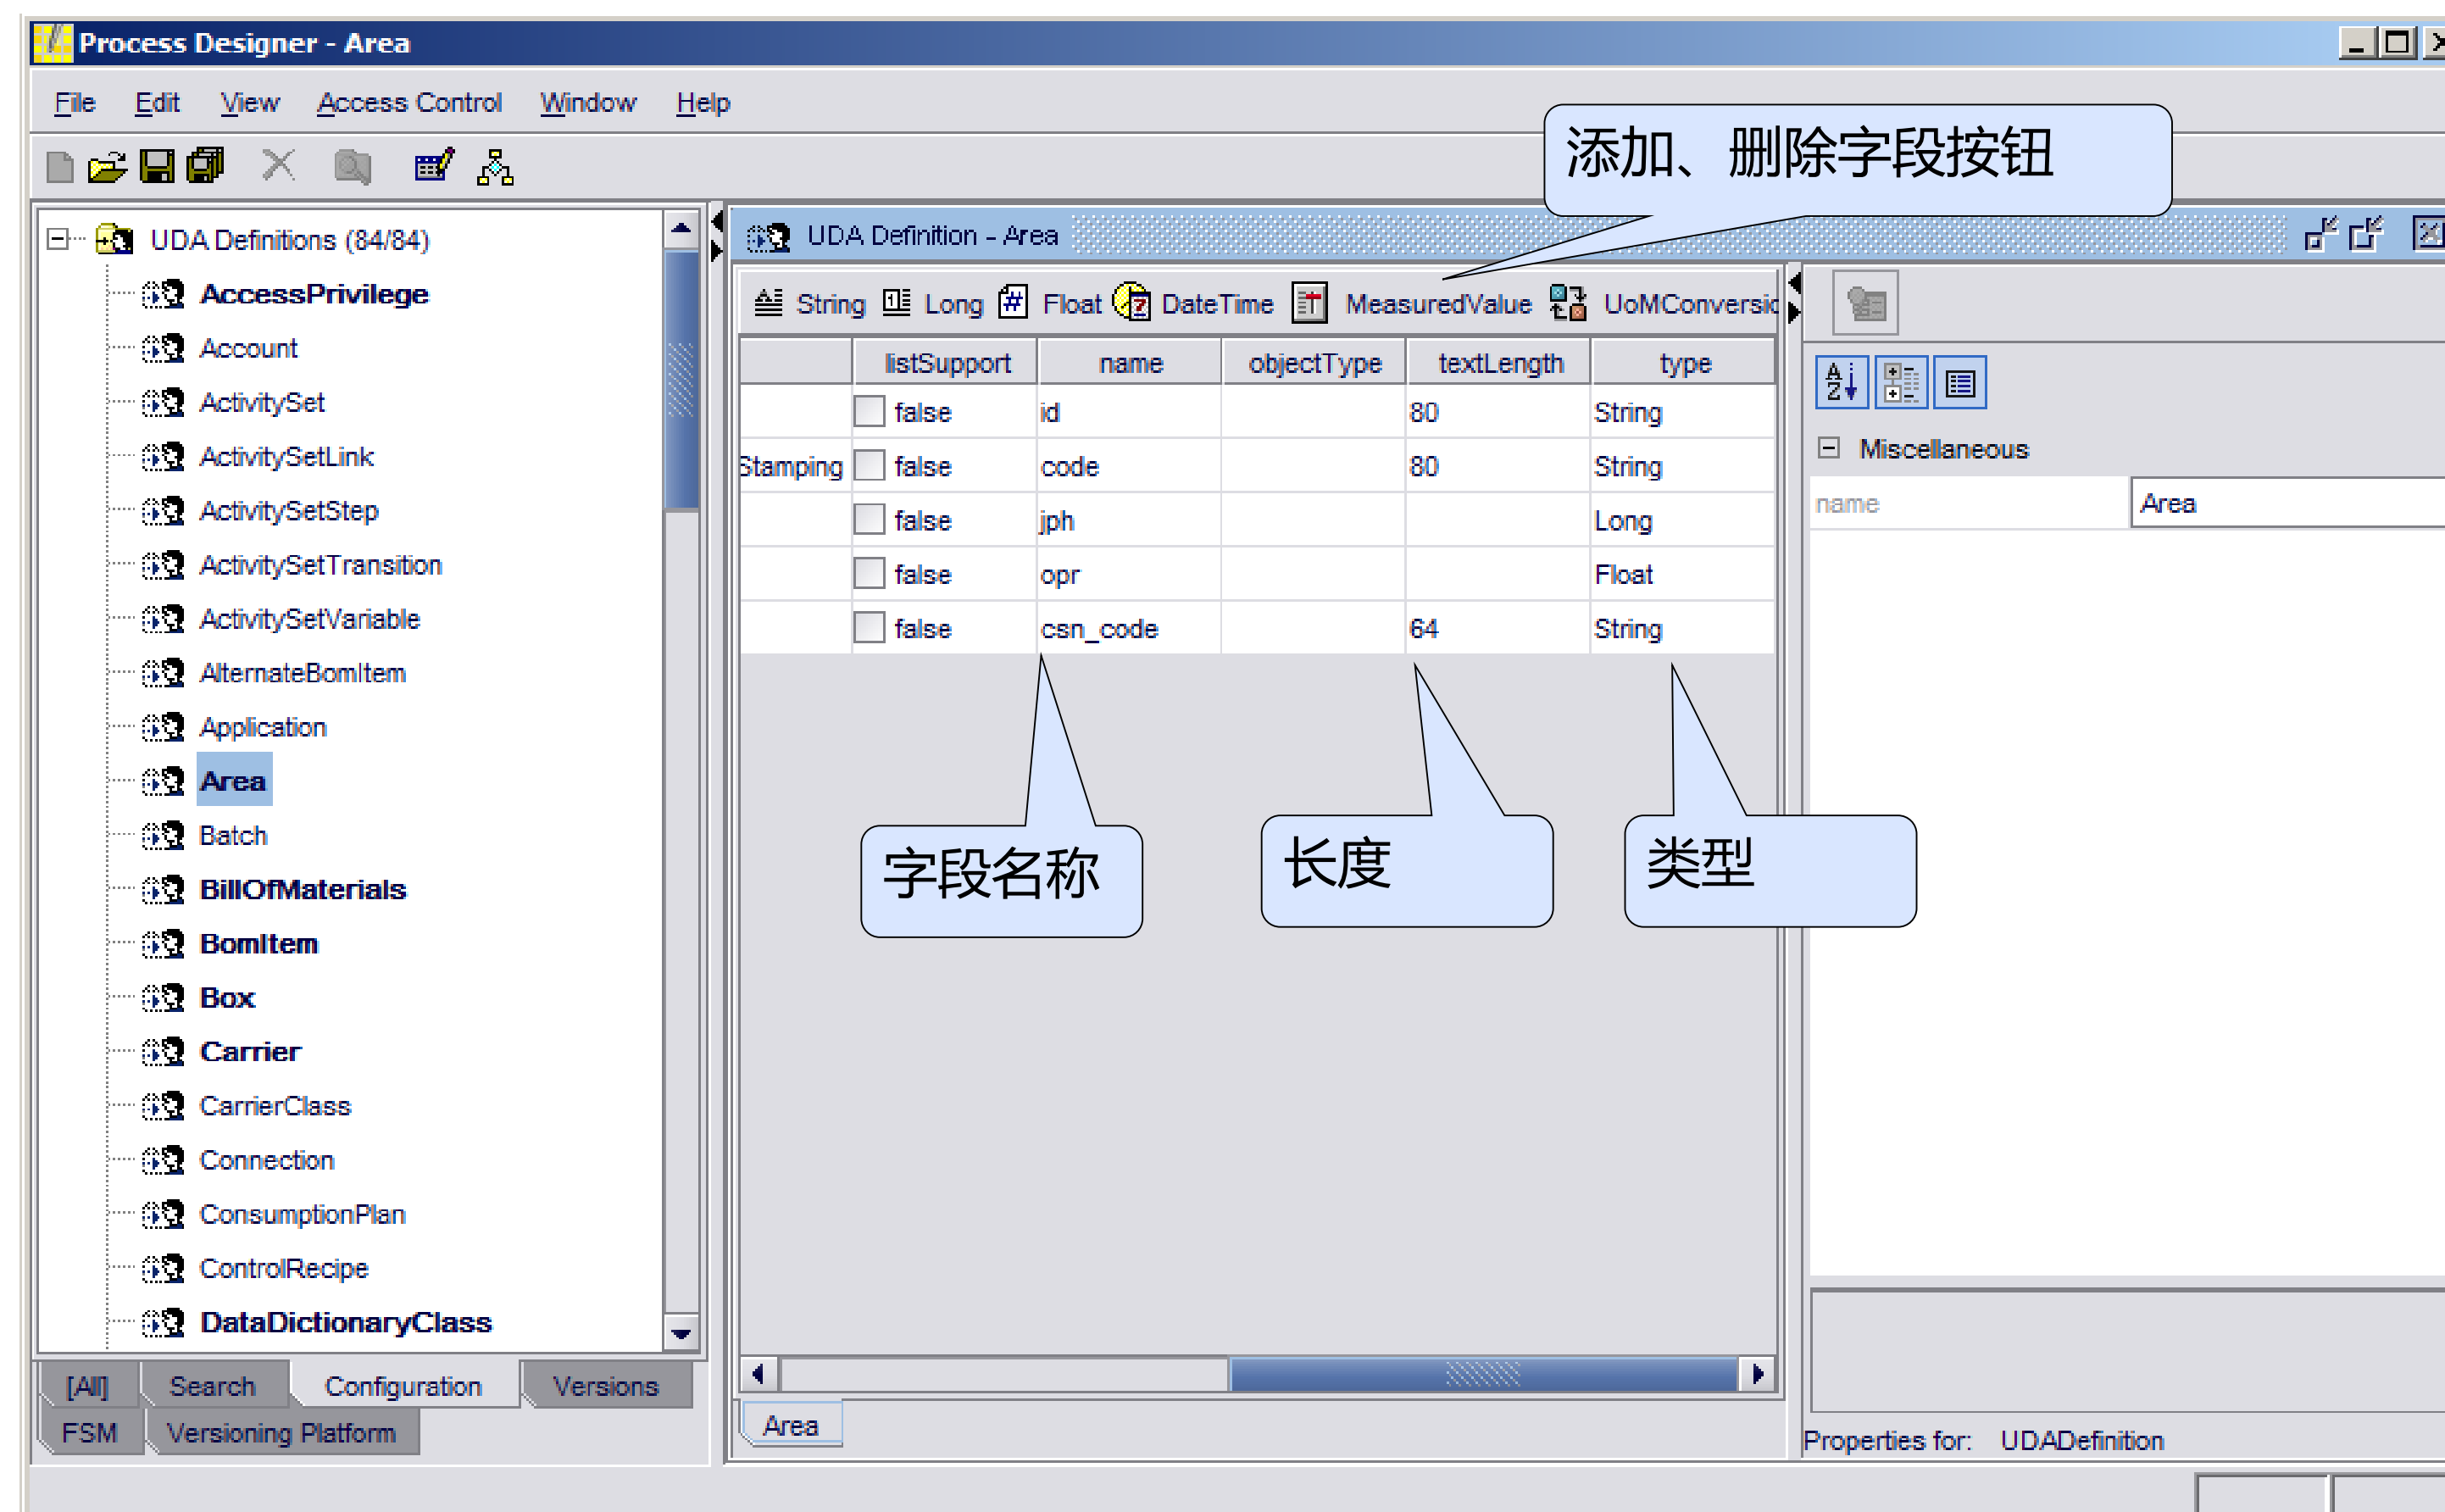 Process Designer - Area
File Edit View Access Control Window Help
添加、删除字段按钮
UDA Definitions (84/84)
AccessPrivilege
Account
ActivitySet
ActivitySetLink
ActivitySetStep
ActivitySetTransition
ActivitySetVariable
AlternateBomItem
Application
Area
Batch
BillOfMaterials
BomItem
Box
Carrier
CarrierClass
Connection
ConsumptionPlan
ControlRecipe
DataDictionaryClass
[All] Search Configuration Versions
FSM Versioning Platform
UDA Definition - Area
String Long Float DateTime MeasuredValue UoMConversio
listSupport name objectType textLength type
false id 80 String
Stamping false code 80 String
false jph Long
false opr Float
false csn_code 64 String
字段名称
长度
类型
Area
Miscellaneous
name Area
Properties for: UDADefinition